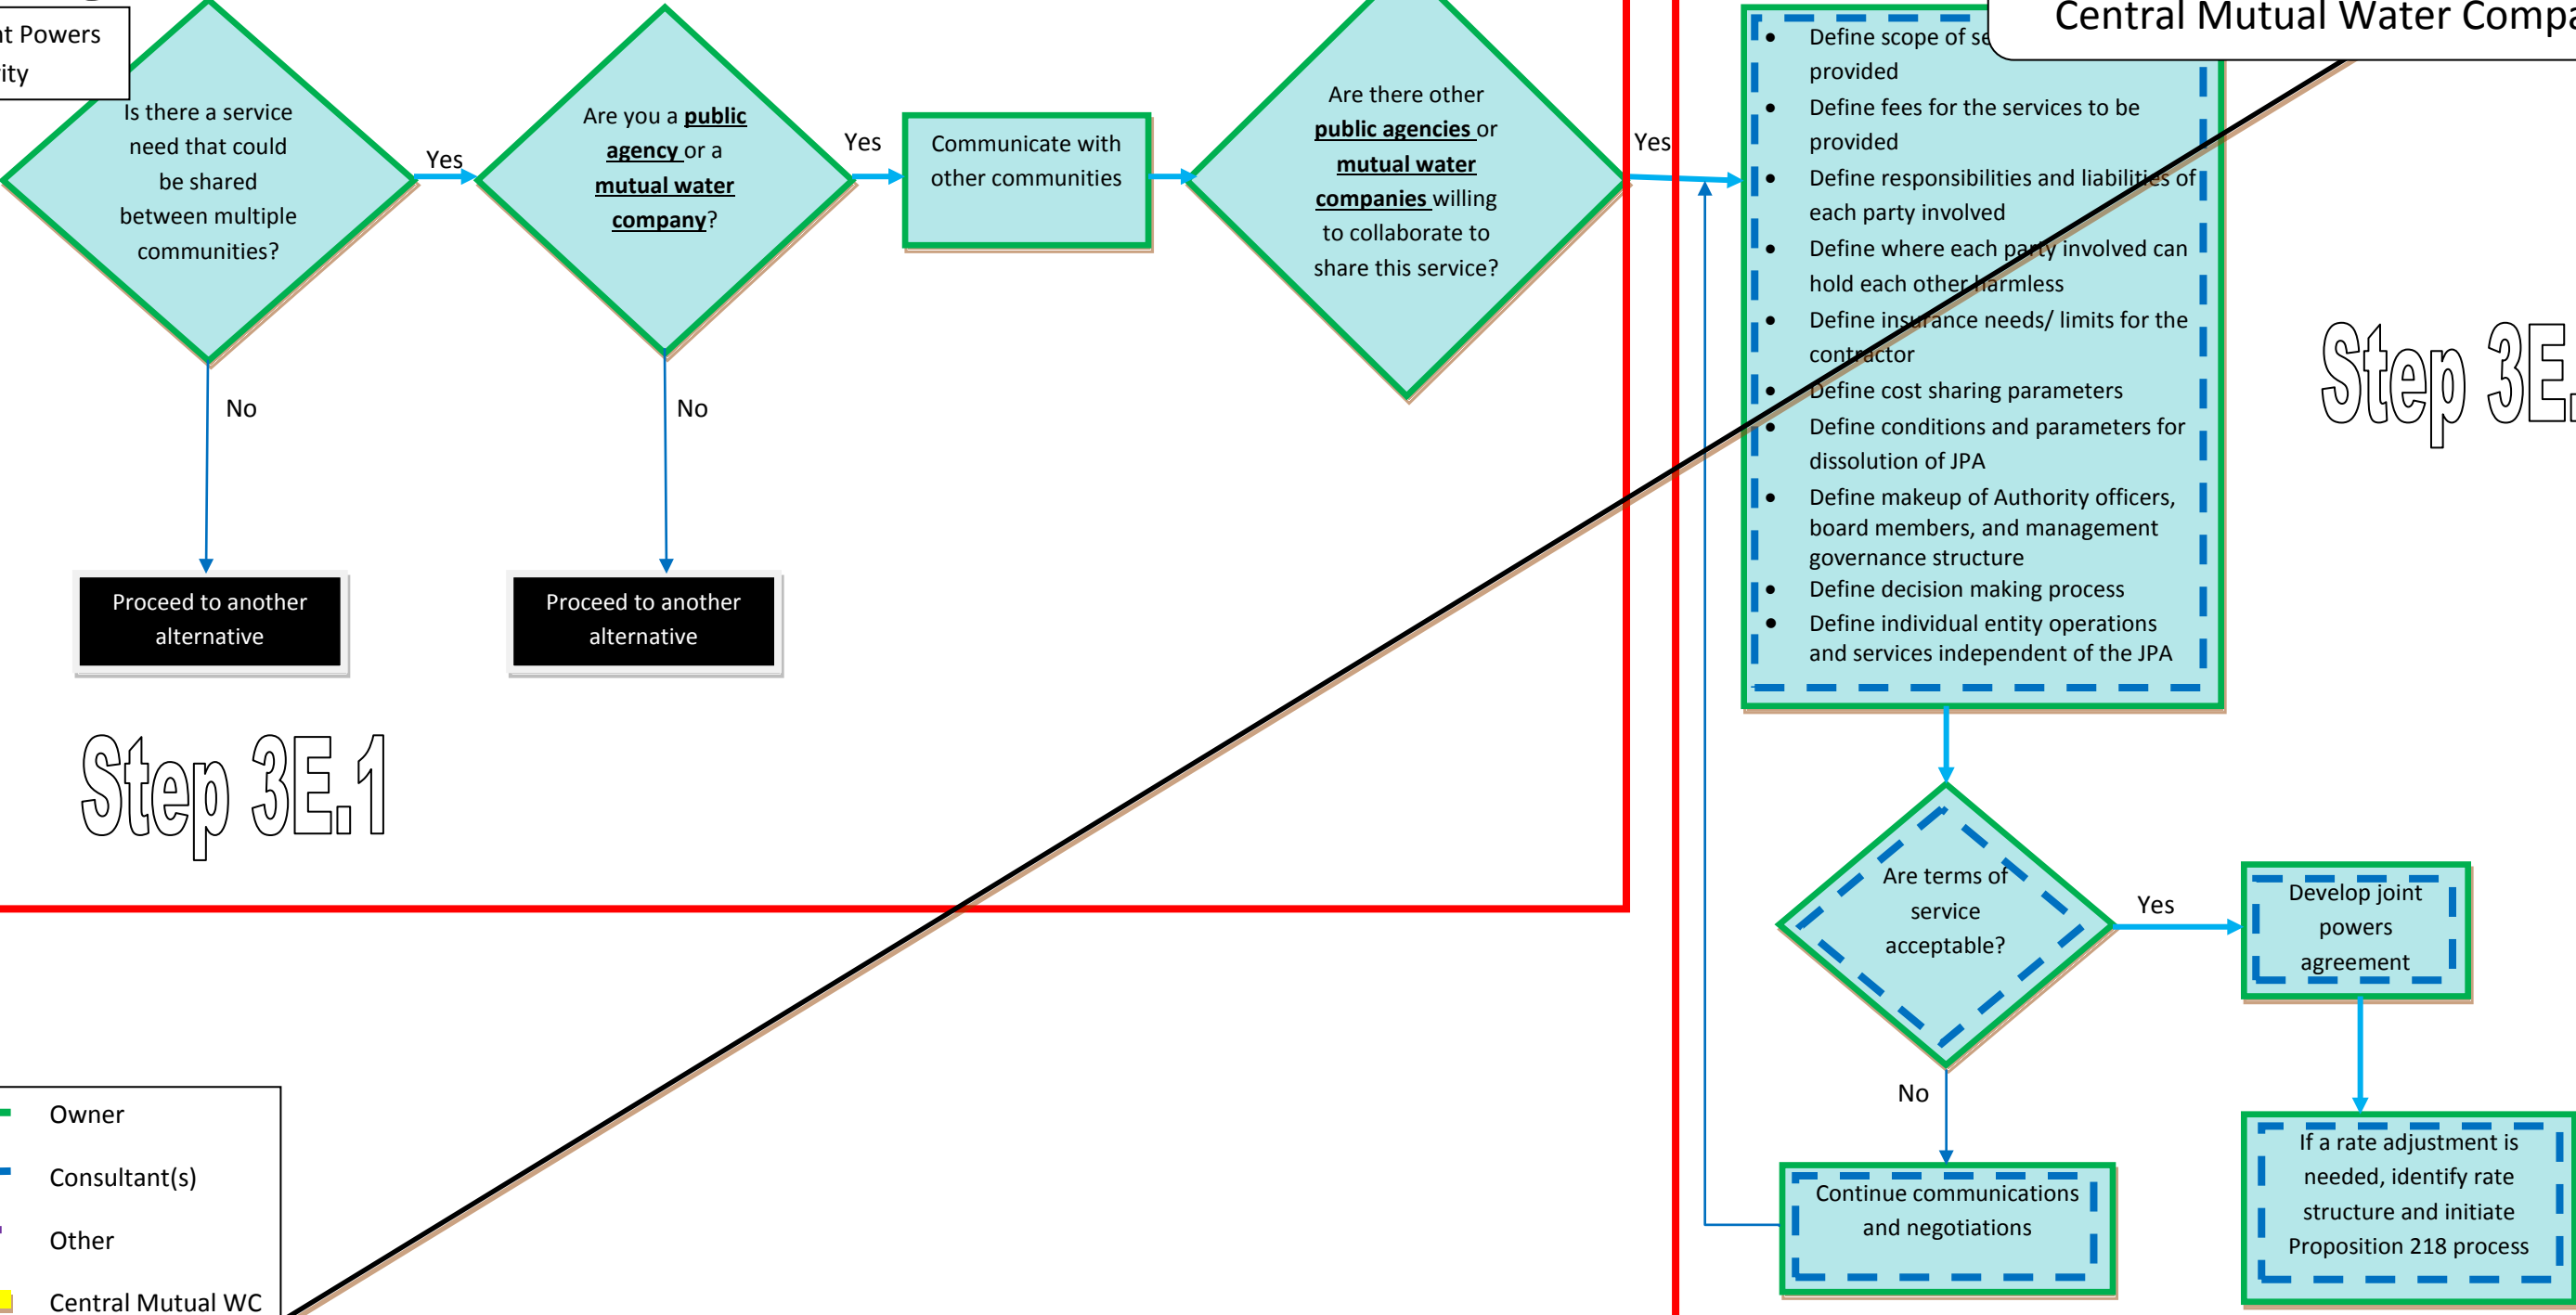 Central Mutual Water
nt Powers
Is there a service
need that could
be shared
between multiple
communities?
Yes
No
Proceed to another
alternative
Are you a public
agency or a
mutual water
company?
Yes
No
Proceed to another
alternative
Communicate with
other communities
Are there other
public agencies or
mutual water
companies willing
to collaborate to
share this service?
Yes
Step 3E.1
• Define scope of
provided
• Define fees for the services to be
provided
• Define responsibilities and liabilities of
each party involved
• Define where each party involved can
hold each other harmless
• Define insurance needs/ limits for the
contractor
• Define cost sharing parameters
• Define conditions and parameters for
dissolution of JPA
• Define makeup of Authority officers,
board members, and management
governance structure
• Define decision making process
• Define individual entity operations
and services independent of the JPA
Step 3E.
Are terms of
service
acceptable?
Yes
Develop joint
powers
agreement
No
Continue communications
and negotiations
If a rate adjustment is
needed, identify rate
structure and initiate
Proposition 218 process
Owner
Consultant(s)
Other
Central Mutual WC